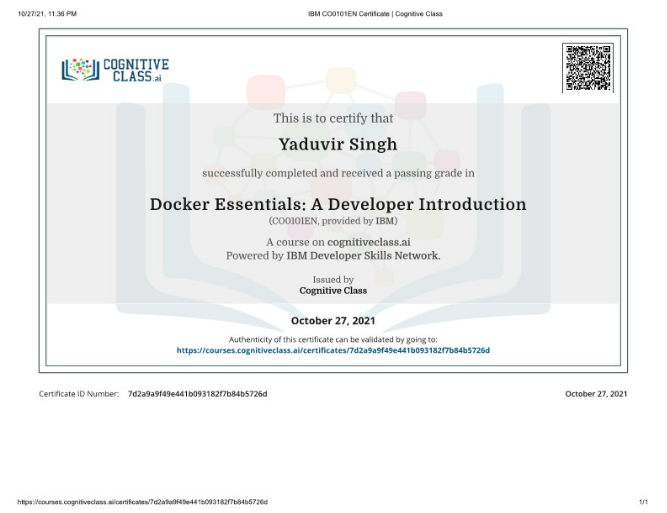 10/27/21, 11:36 PM
IBM CO0101EN Certificate | Cognitive Class
COGNITIVE
CLASS.ai
This is to certify that
Yaduvir Singh
successfully completed and received a passing grade in
Docker Essentials: A Developer Introduction
(CO0101EN, provided by IBM)
A course on cognitiveclass.ai
Powered by IBM Developer Skills Network.
Issued by
Cognitive Class
October 27, 2021
Authenticity of this certificate can be validated by going to:
https://courses.cognitiveclass.ai/certificates/7d2a9a9f49e441b093182f7b84b5726d
Certificate ID Number: 7d2a9a9f49e441b093182f7b84b5726d
October 27, 2021
https://courses.cognitiveclass.ai/certificates/7d2a9a9f49e441b093182f7b84b5726d
1/1